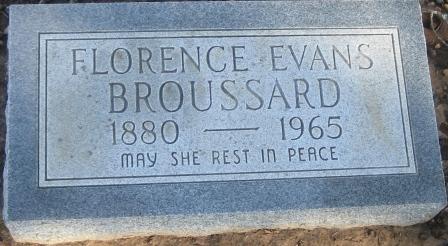 FLORENCE EVANS
BROUSSARD
1880 — 1965
MAY SHE REST IN PEACE